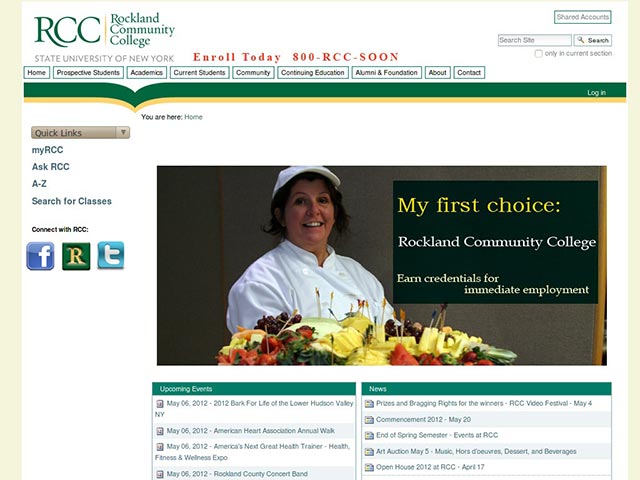 RCC
Rockland
Community
College
STATE UNIVERSITY OF NEW YORK
Enroll Today 800-RCC-SOON
Shared Accounts
Search Site
Search
only in current section
Home
Prospective Students
Academics
Current Students
Community
Continuing Education
Alumni & Foundation
About
Contact
Log in
You are here: Home
Quick Links
myRCC
Ask RCC
A-Z
Search for Classes
Connect with RCC:
f
R
t
My first choice:
Rockland Community College
Earn credentials for
immediate employment
Upcoming Events
May 06, 2012 - 2012 Bark For Life of the Lower Hudson Valley
NY
May 06, 2012 - American Heart Association Annual Walk
May 06, 2012 - America's Next Great Health Trainer - Health,
Fitness & Wellness Expo
May 06, 2012 - Rockland County Concert Band
News
Prizes and Bragging Rights for the winners - RCC Video Festival - May 4
Commencement 2012 - May 20
End of Spring Semester - Events at RCC
Art Auction May 5 - Music, Hors d'oeuvres, Dessert, and Beverages
Open House 2012 at RCC - April 17